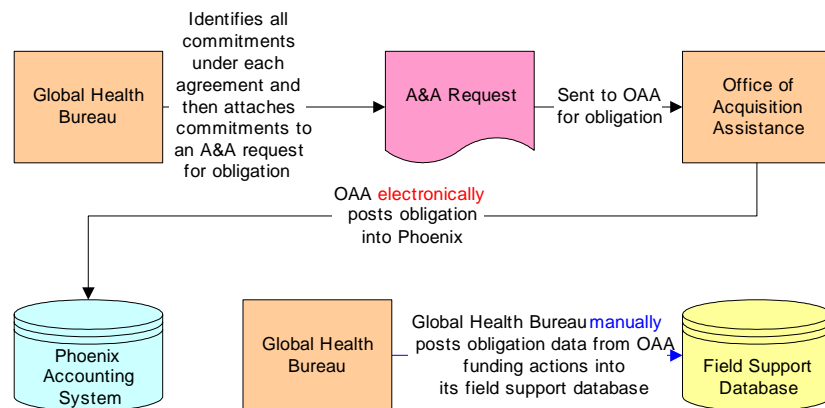 Global Health
Bureau
Identifies all
commitments
under each
agreement and
then attaches
commitments to
an A&A request
for obligation
A&A Request
Sent to OAA
for obligation
Office of
Acquisition
Assistance
OAA electronically
posts obligation
into Phoenix
Phoenix
Accounting
System
Global Health
Bureau
Global Health Bureau manually
posts obligation data from OAA
funding actions into
its field support database
Field Support
Database